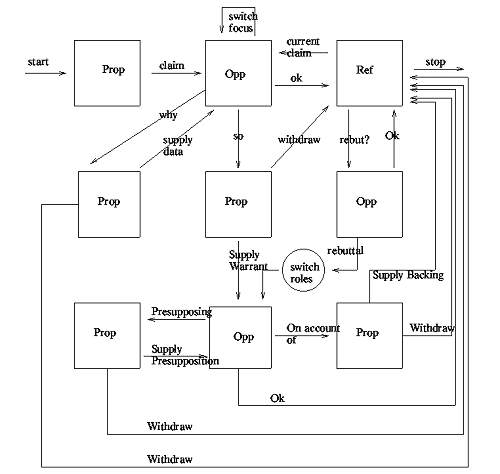 switch
focus
current
claim
start
Prop
claim
Opp
ok
Ref
stop
why
supply
data
so
withdraw
rebut?
Ok
Prop
Prop
Opp
rebuttal
Supply
Warrant
switch
roles
Supply Backing
Presupposing
Prop
Supply
Presupposition
Opp
On account
of
Prop
Withdraw
Ok
Withdraw
Withdraw